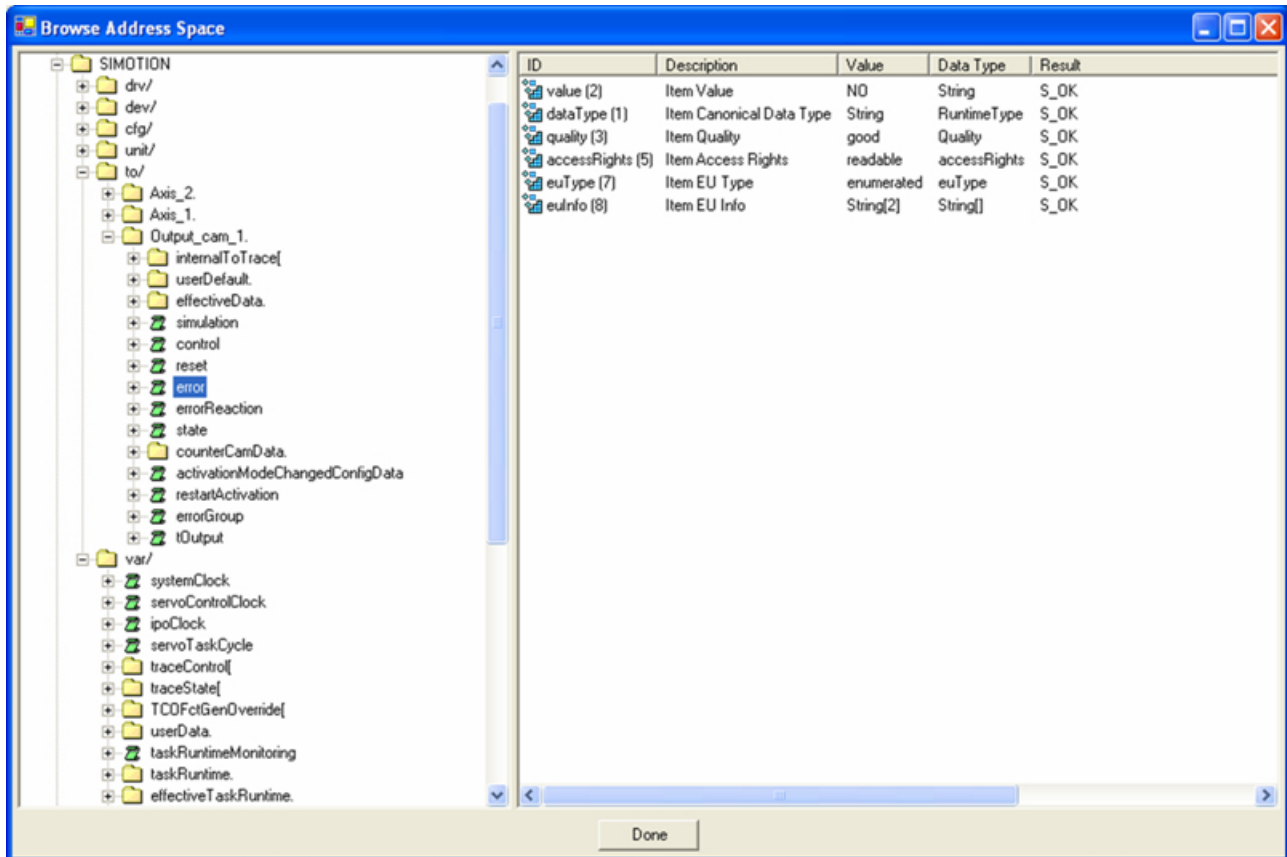 Browse Address Space
SIMOTION
drv/
dev/
cfg/
unit/
to/
Axis_2.
Axis_1.
Output_cam_1.
internalToTrace[
userDefault.
effectiveData.
simulation
control
reset
error
errorReaction
state
counterCamData.
activationModeChangedConfigData
restartActivation
errorGroup
tOutput
var/
systemClock
servoControlClock
ipoClock
servoTaskCycle
traceControl[
traceState[
TCOFctGenOverride[
userData.
taskRuntimeMonitoring
taskRuntime.
effectiveTaskRuntime.
ID Description Value Data Type Result
value (2) Item Value NO String S_OK
dataType (1) Item Canonical Data Type String RuntimeType S_OK
quality (3) Item Quality good Quality S_OK
accessRights (5) Item Access Rights readable accessRights S_OK
euType (7) Item EU Type enumerated euType S_OK
euInfo (8) Item EU Info String[2] String[] S_OK
Done